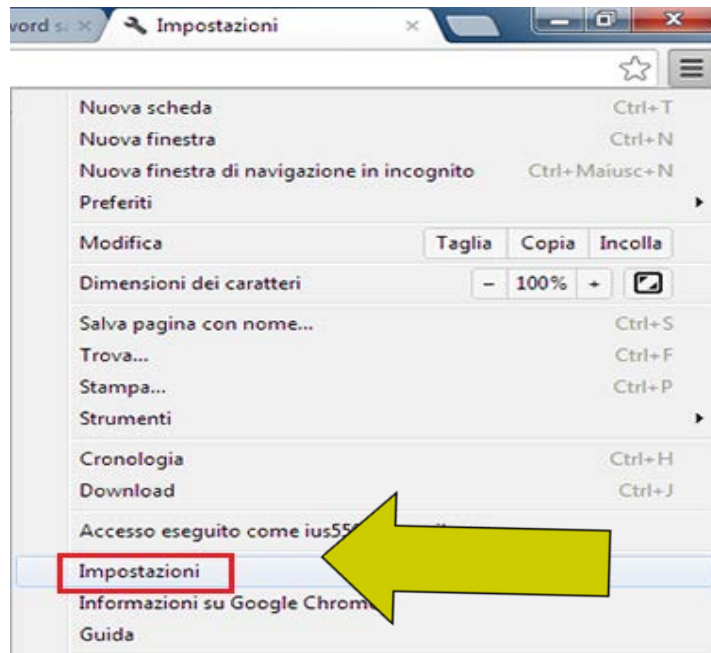 Impostazioni
Nuova scheda Ctrl+T
Nuova finestra Ctrl+N
Nuova finestra di navigazione in incognito Ctrl+Maiusc+N
Preferiti
Modifica Taglia Copia Incolla
Dimensioni dei caratteri - 100% +
Salva pagina con nome... Ctrl+S
Trova... Ctrl+F
Stampa... Ctrl+P
Strumenti
Cronologia Ctrl+H
Download Ctrl+J
Accesso eseguito come
Impostazioni
Informazioni su Google Chrome
Guida